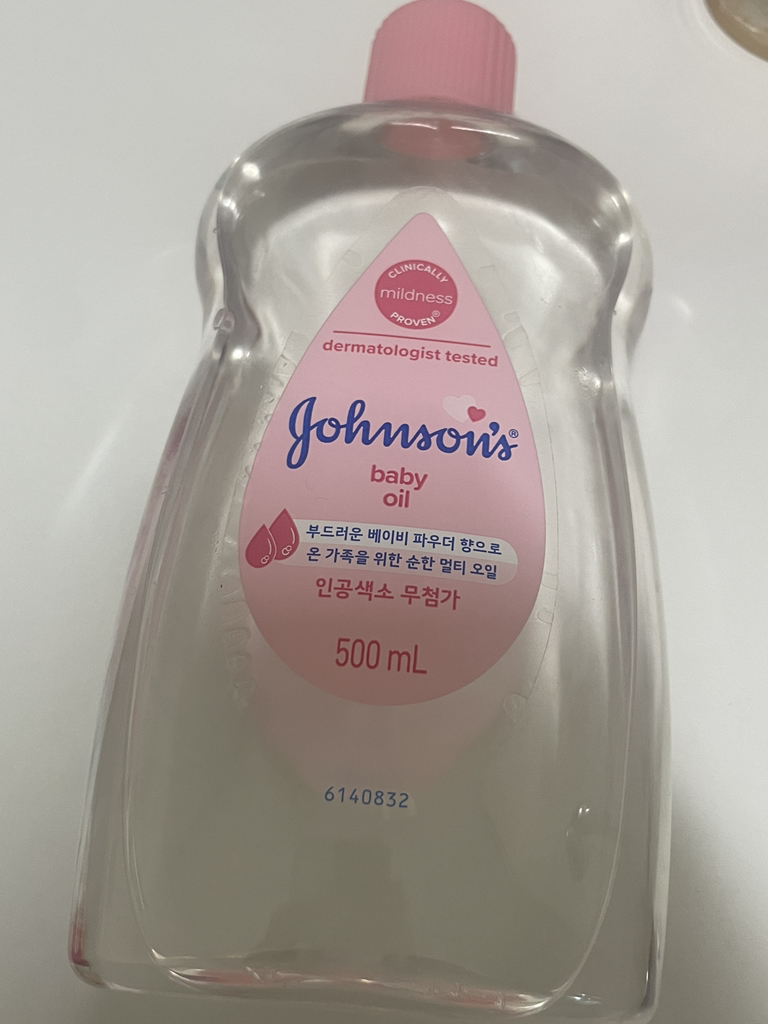 CLINICALLY
mildness
PROVEN®
dermatologist tested
Johnson's®
baby
oil
부드러운 베이비 파우더 향으로
온 가족을 위한 순한 멀티 오일
인공색소 무첨가
500 mL
6140832